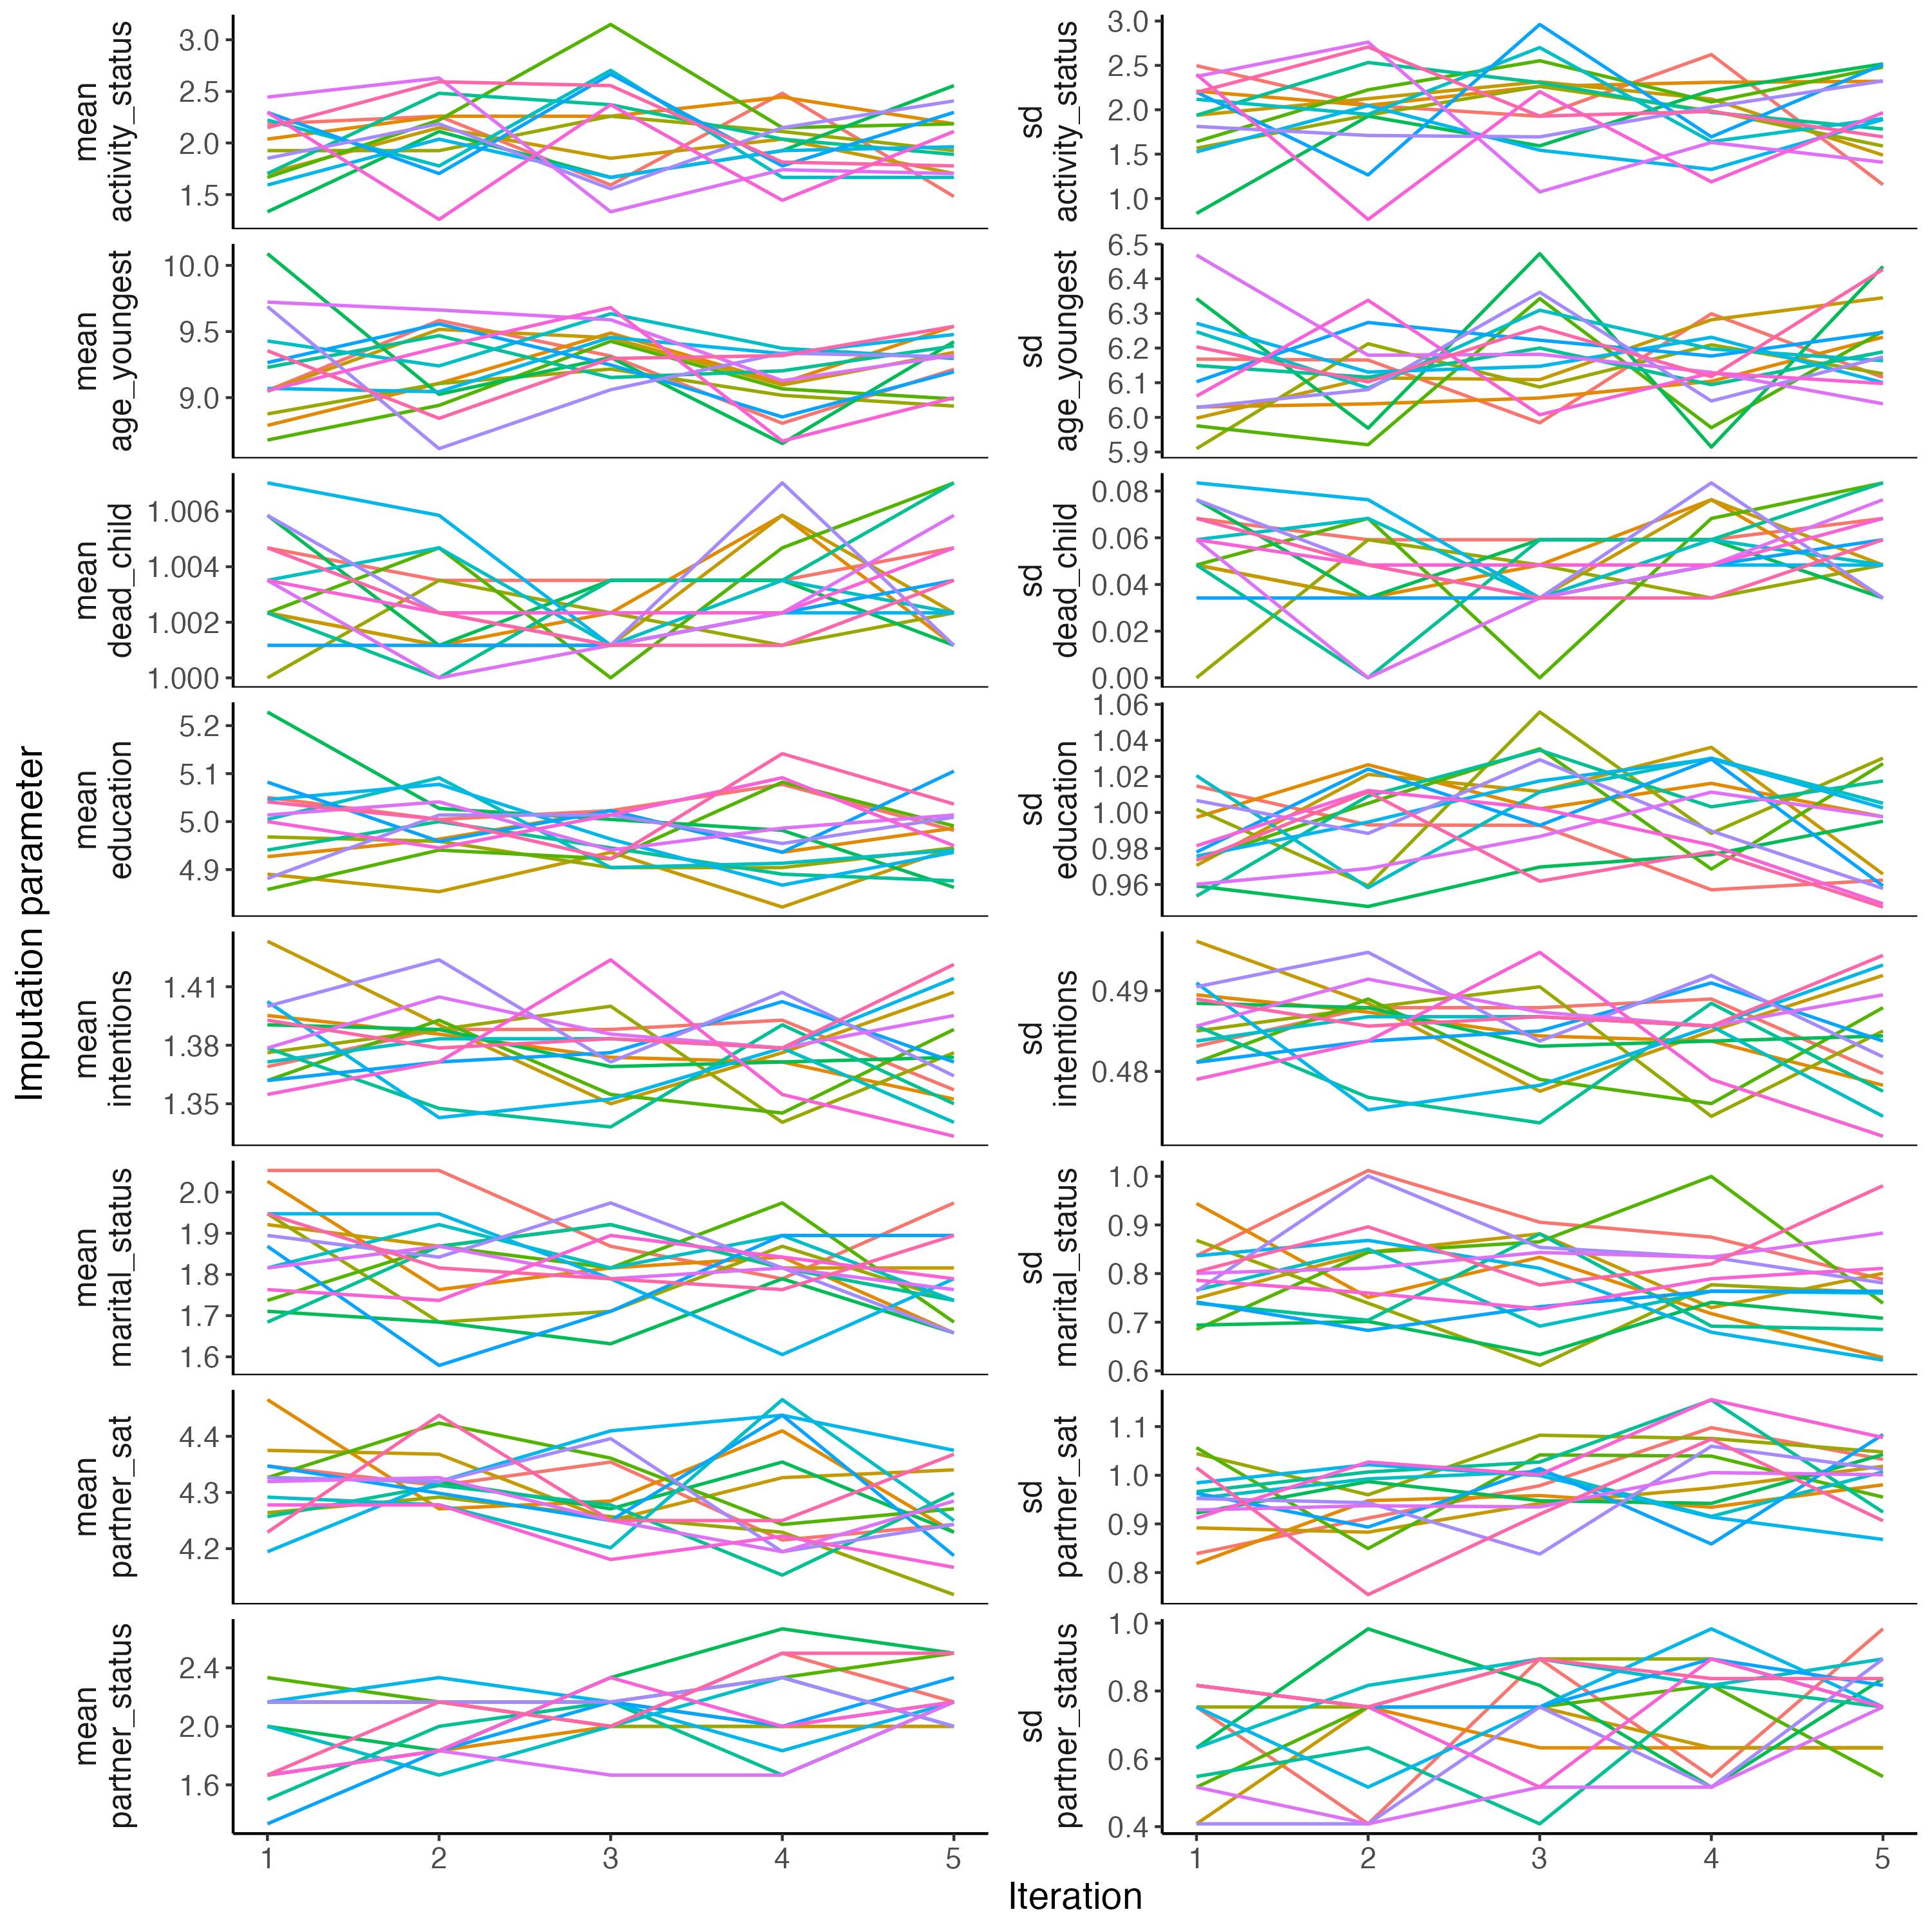 mean
activity_status
3.0
2.5
2.0
1.5
sd
activity_status
3.0
2.5
2.0
1.5
1.0
mean
age_youngest
10.0
9.5
9.0
sd
age_youngest
6.5
6.4
6.3
6.2
6.1
6.0
5.9
mean
dead_child
1.006
1.004
1.002
1.000
sd
dead_child
0.08
0.06
0.04
0.02
0.00
Imputation parameter
mean
education
5.2
5.1
5.0
4.9
sd
education
1.06
1.04
1.02
1.00
0.98
0.96
mean
intentions
1.41
1.38
1.35
sd
intentions
0.49
0.48
mean
marital_status
2.0
1.9
1.8
1.7
1.6
sd
marital_status
1.0
0.9
0.8
0.7
0.6
mean
partner_sat
4.4
4.3
4.2
sd
partner_sat
1.1
1.0
0.9
0.8
mean
partner_status
2.4
2.0
1.6
sd
partner_status
1.0
0.8
0.6
0.4
1 2 3 4 5
1 2 3 4 5
Iteration